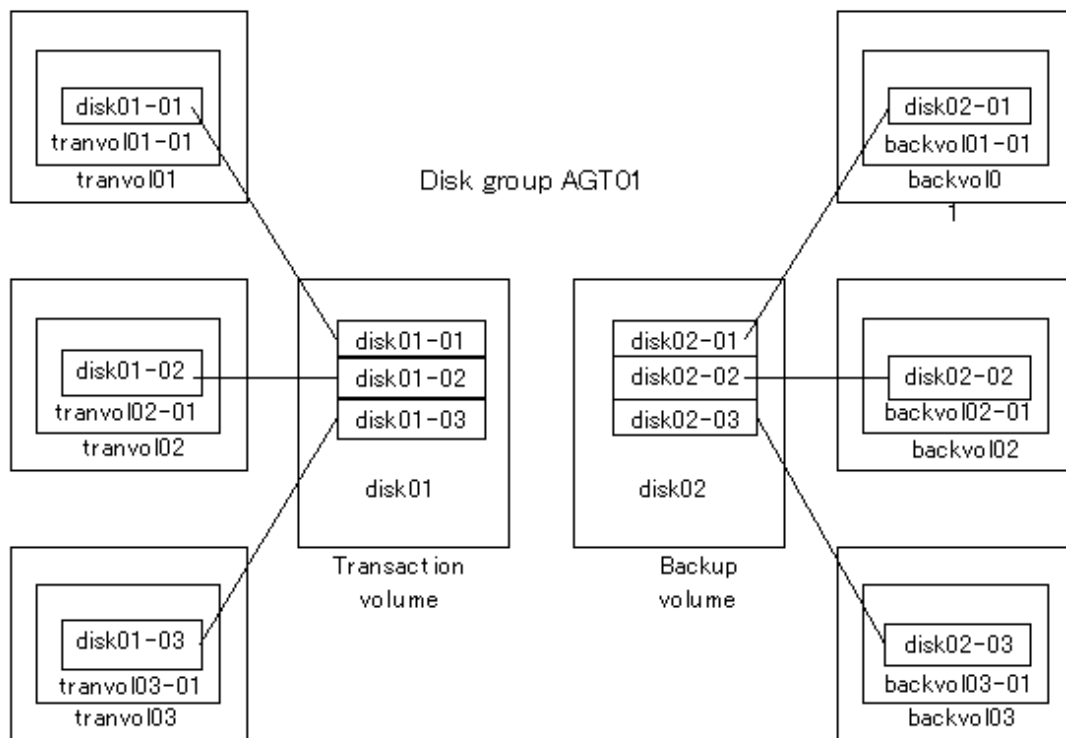 disk01-01
tranvol01-01
tranvol01
Disk group AGT01
disk02-01
backvol01-01
backvol0
1
disk01-02
tranvol02-01
tranvol02
disk01-01
disk01-02
disk01-03
disk01
Transaction
volume
disk02-01
disk02-02
disk02-03
disk02
Backup
volume
disk02-02
backvol02-01
backvol02
disk01-03
tranvol03-01
tranvol03
disk02-03
backvol03-01
backvol03